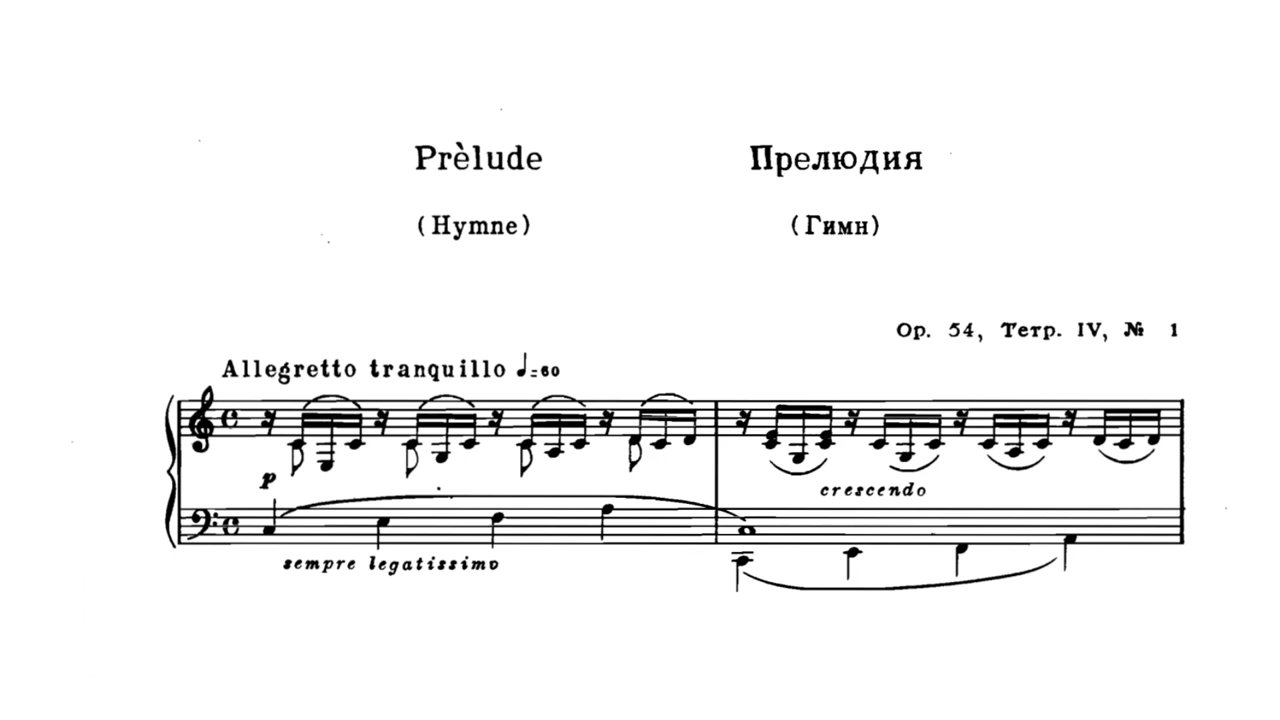 Prèlude Прелюдия
(Hymne) (Гимн)
Op. 54, Тетр. IV, № 1
Allegretto tranquillo ♩=60
p
crescendo
sempre legatissimo